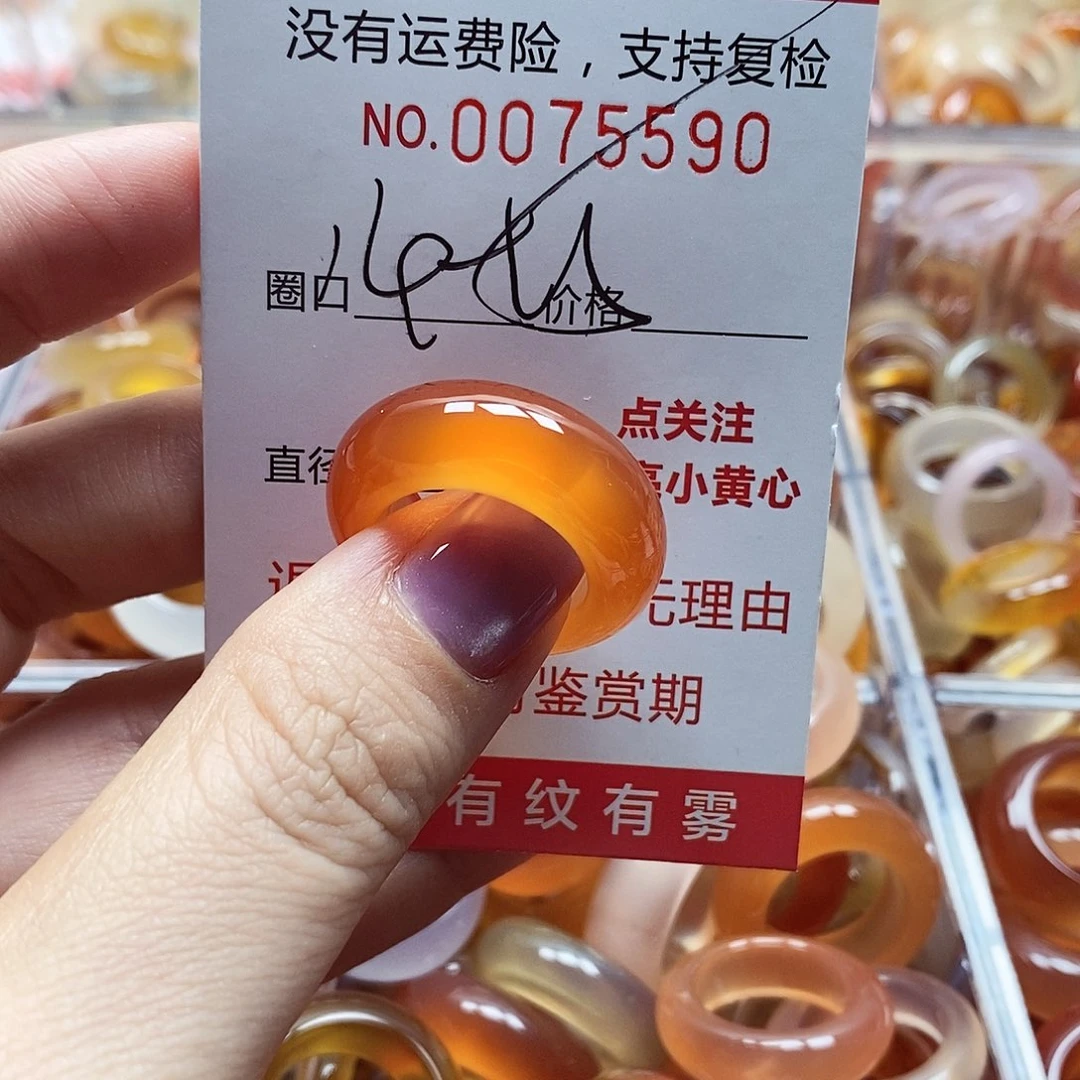 没有运费险，支持复检
NO.0075590
圈口 价格
点关注
直径
小黄心
理由
鉴赏期
有纹有雾